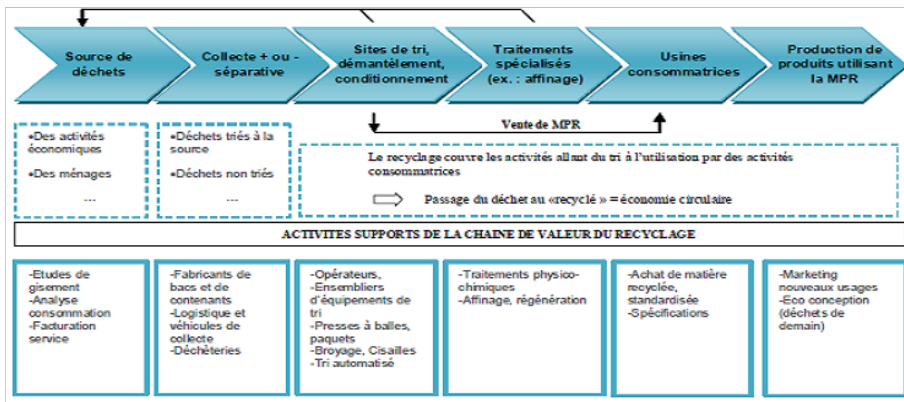 Source de
déchets
Collecte + ou -
séparative
Sites de tri,
démantèlement,
conditionnement
Traitements
spécialisés
(ex. : affinage)
Usines
consommatrices
Production de
produits utilisant
la MPR
Vente de MPR
•Des activités
économiques
•Des ménages
...
•Déchets triés à la
source
•Déchets non triés
...
Le recyclage couvre les activités allant du tri à l'utilisation par des activités
consommatrices
Passage du déchet au «recyclé » = économie circulaire
ACTIVITES SUPPORTS DE LA CHAINE DE VALEUR DU RECYCLAGE
-Etudes de
gisement
-Analyse
consommation
-Facturation
service
-Fabricants de
bacs et de
contenants
-Logistique et
véhicules de
collecte
-Déchèteries
-Opérateurs,
-Ensembliers
d'équipements de
tri
-Presses à balles,
paquets
-Broyage, Cisailles
-Tri automatisé
-Traitements physico-
chimiques
-Affinage, régénération
-Achat de matière
recyclée,
standardisée
-Spécifications
-Marketing
nouveaux usages
-Eco conception
(déchets de
demain)